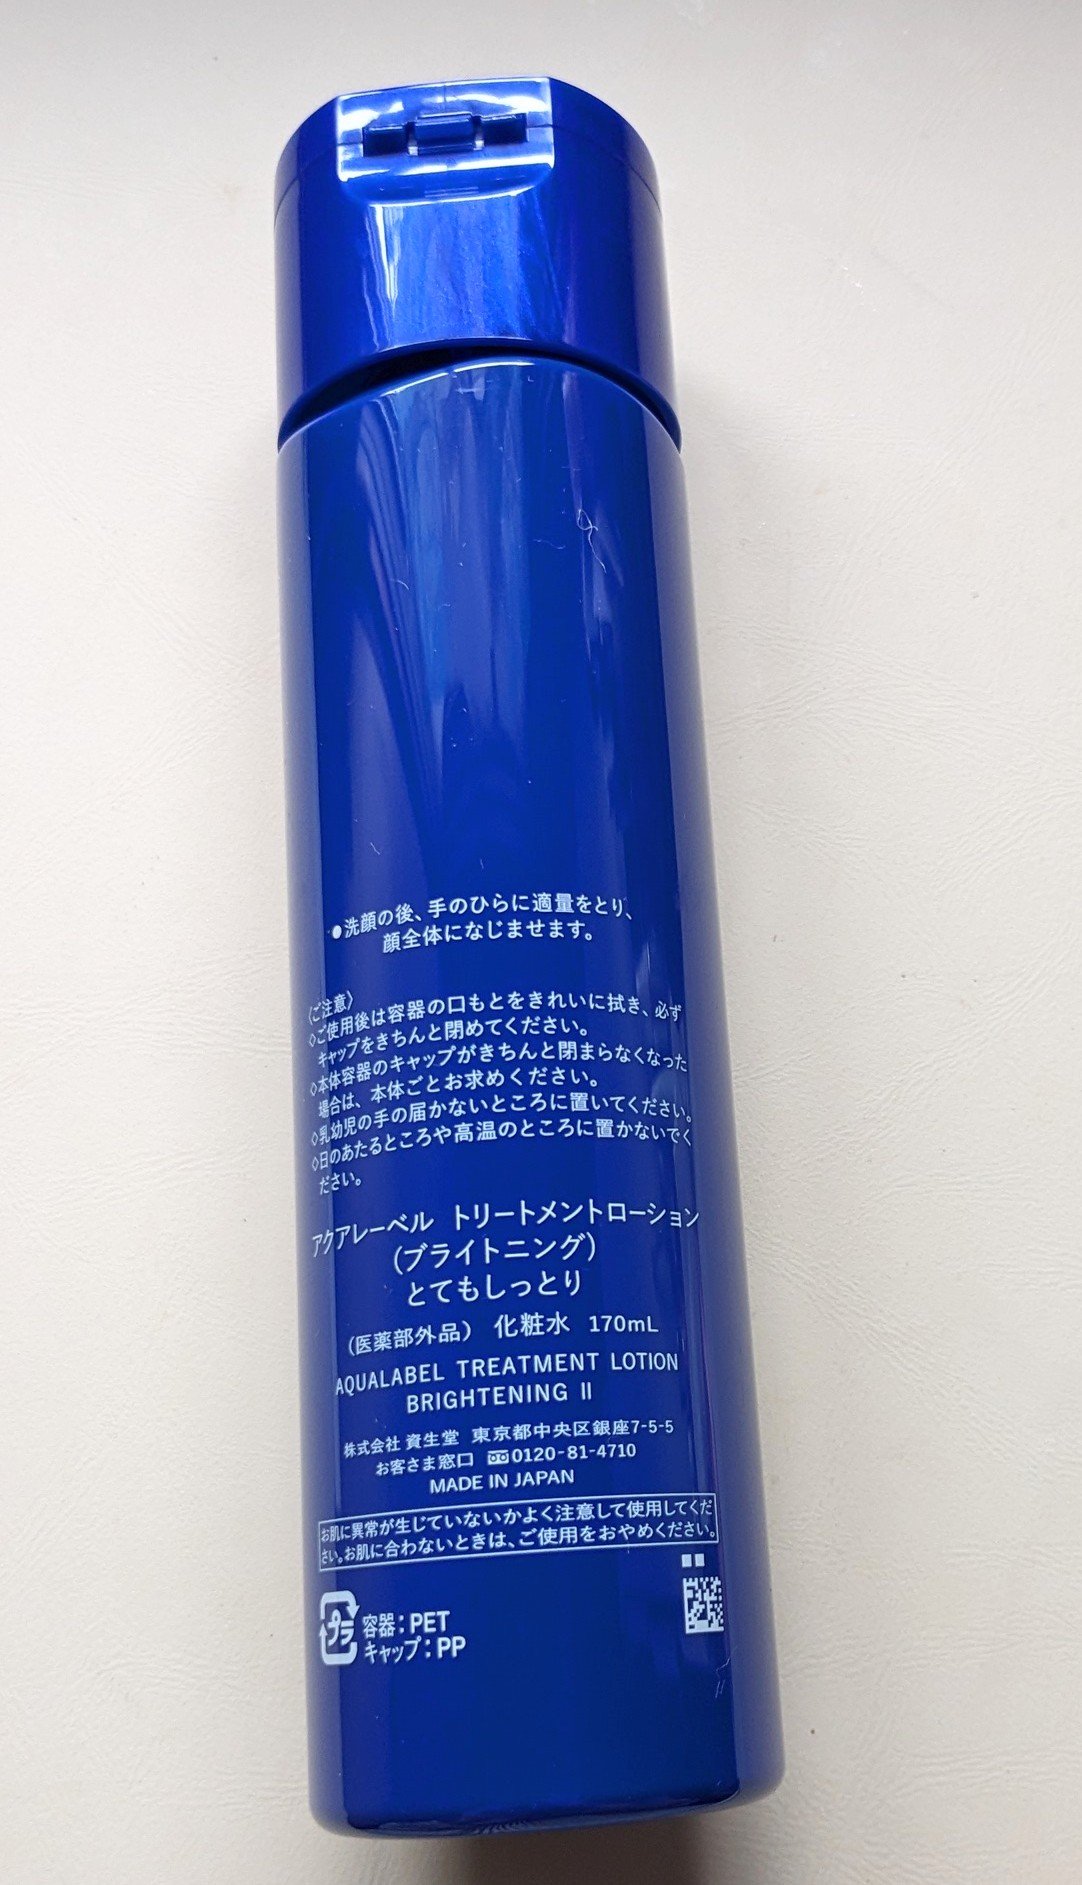 ●洗顔の後、手のひらに適量をとり、
顔全体になじませます。
〈ご注意〉
◇ご使用後は容器の口もとをきれいに拭き、必ず
キャップをきちんと閉めてください。
◇本体容器のキャップがきちんと閉まらなくなった
場合は、本体ごとお求めください。
◇乳幼児の手の届かないところに置いてください。
◇日のあたるところや高温のところに置かないでく
ださい。
アクアレーベル トリートメントローション
(ブライトニング)
とてもしっとり
(医薬部外品) 化粧水 170mL
AQUALABEL TREATMENT LOTION
BRIGHTENING II
株式会社 資生堂 東京都中央区銀座7-5-5
お客さま窓口 0120-81-4710
MADE IN JAPAN
お肌に異常が生じていないかよく注意して使用してくだ
さい。お肌に合わないときは、ご使用をおやめください。
プラ 容器:PET
キャップ:PP